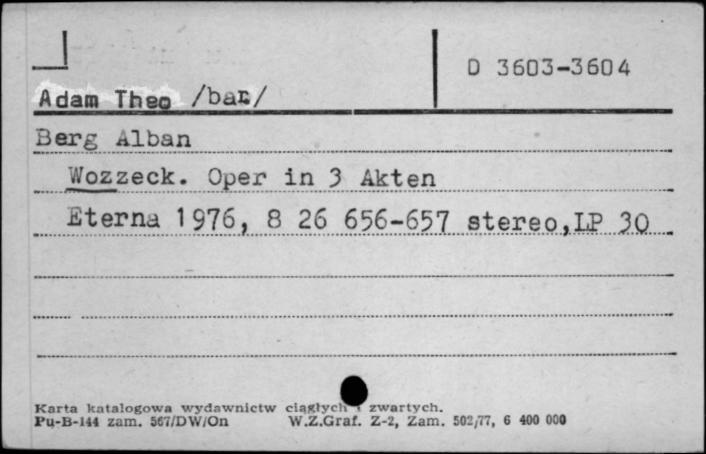 D 3603-3604
Adam Theo /bar/
Berg Alban
Wozzeck. Oper in 3 Akten
Eterna 1976, 8 26 656-657 stereo, LP 30
Karta katalogowa wydawnictw ciągłych i zwartych.
Pu-B-144 zam. 567/DW/On W.Z.Graf. Z-2, Zam. 502/77, 6 400 000